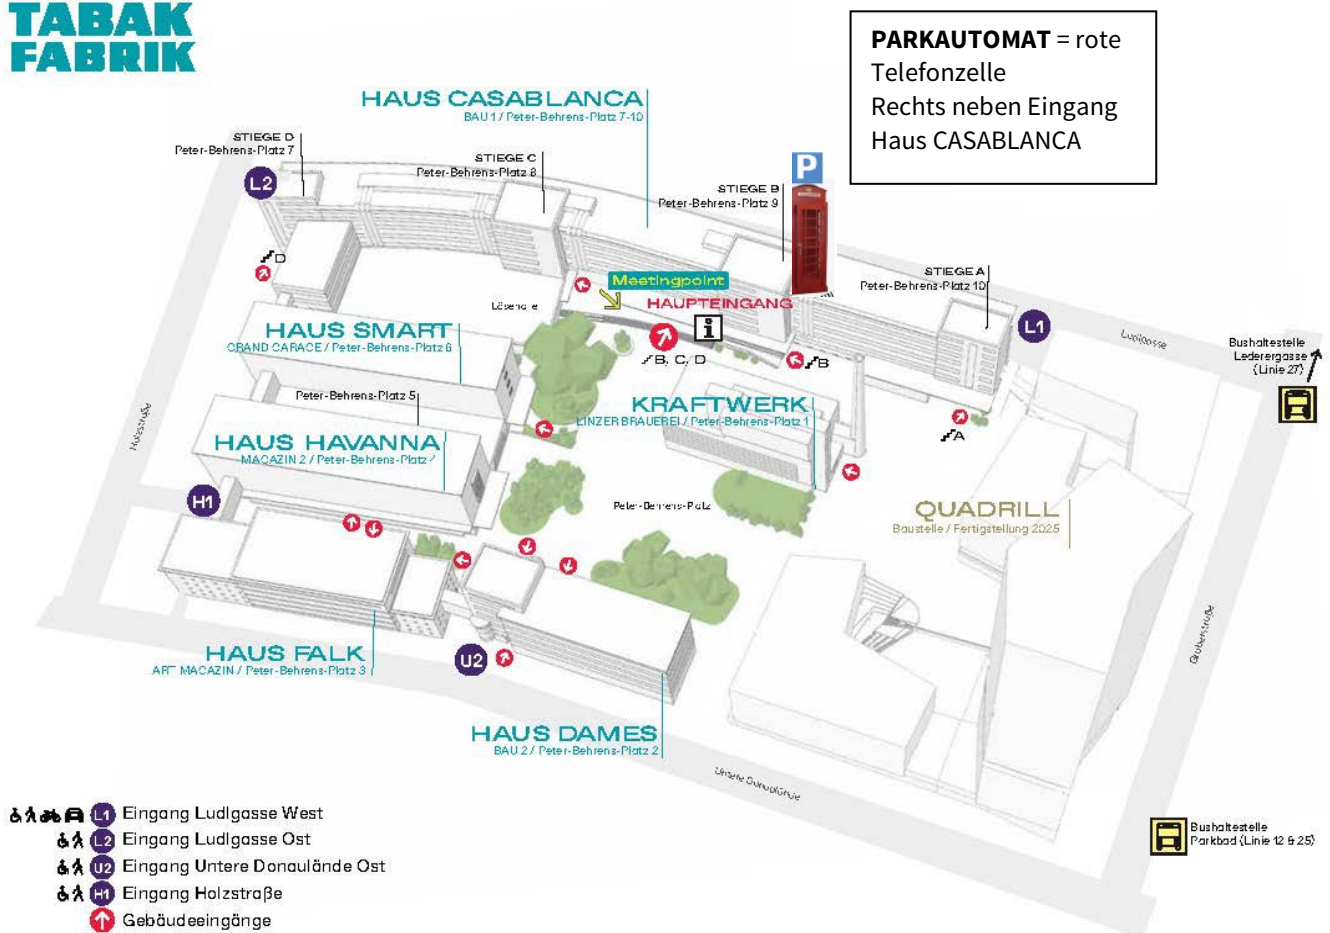 TABAK
FABRIK
PARKAUTOMAT = rote
Telefonzelle
Rechts neben Eingang
Haus CASABLANCA
HAUS CASABLANCA
BAU 1 / Peter-Behrens-Platz 7-10
STIEGE D
Peter-Behrens-Platz 7
STIEGE C
Peter-Behrens-Platz 8
STIEGE B
Peter-Behrens-Platz 9
P
L2
D
STIEGE A
Peter-Behrens-Platz 10
Meetingpoint
HAUPTEINGANG
i
B, C, D
B
L1
Ludlgasse
Bushaltestelle
Lederergasse
(Linie 27)
HAUS SMART
GRAND GARAGE / Peter-Behrens-Platz 6
Peter-Behrens-Platz 5
KRAFTWERK
LINZER BRAUEREI / Peter-Behrens-Platz 1
A
Holzstraße
HAUS HAVANNA
MAGAZIN 2 / Peter-Behrens-Platz 4
H1
Peter-Behrens-Platz
QUADRILL
Baustelle / Fertigstellung 2025
Gruberstraße
HAUS FALK
ART MAGAZIN / Peter-Behrens-Platz 3
U2
HAUS DAMES
BAU 2 / Peter-Behrens-Platz 2
Untere Donaulände
L1 Eingang Ludlgasse West
L2 Eingang Ludlgasse Ost
U2 Eingang Untere Donaulände Ost
H1 Eingang Holzstraße
Gebäudeeingänge
Bushaltestelle
Parkbad (Linie 12 & 25)